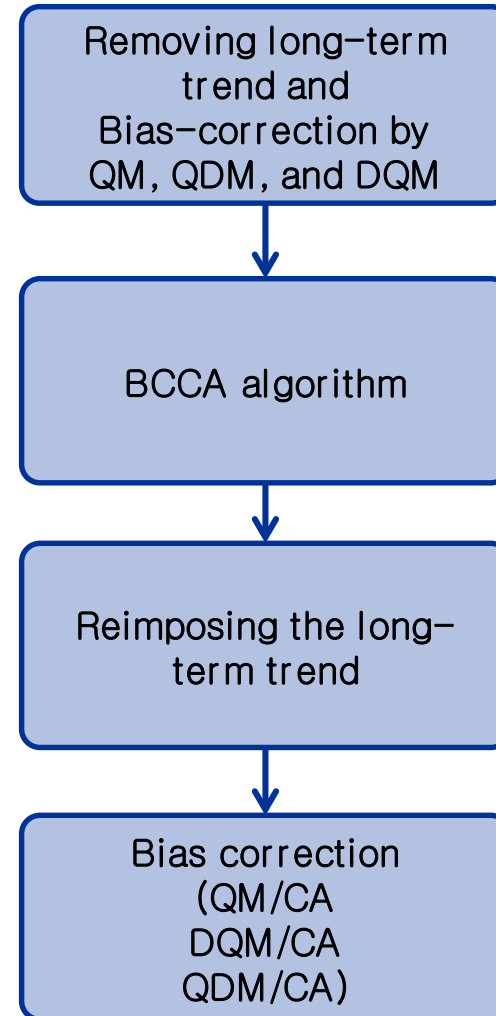 Removing long-term
trend and
Bias-correction by
QM, QDM, and DQM
BCCA algorithm
Reimposing the long-
term trend
Bias correction
(QM/CA
DQM/CA
QDM/CA)